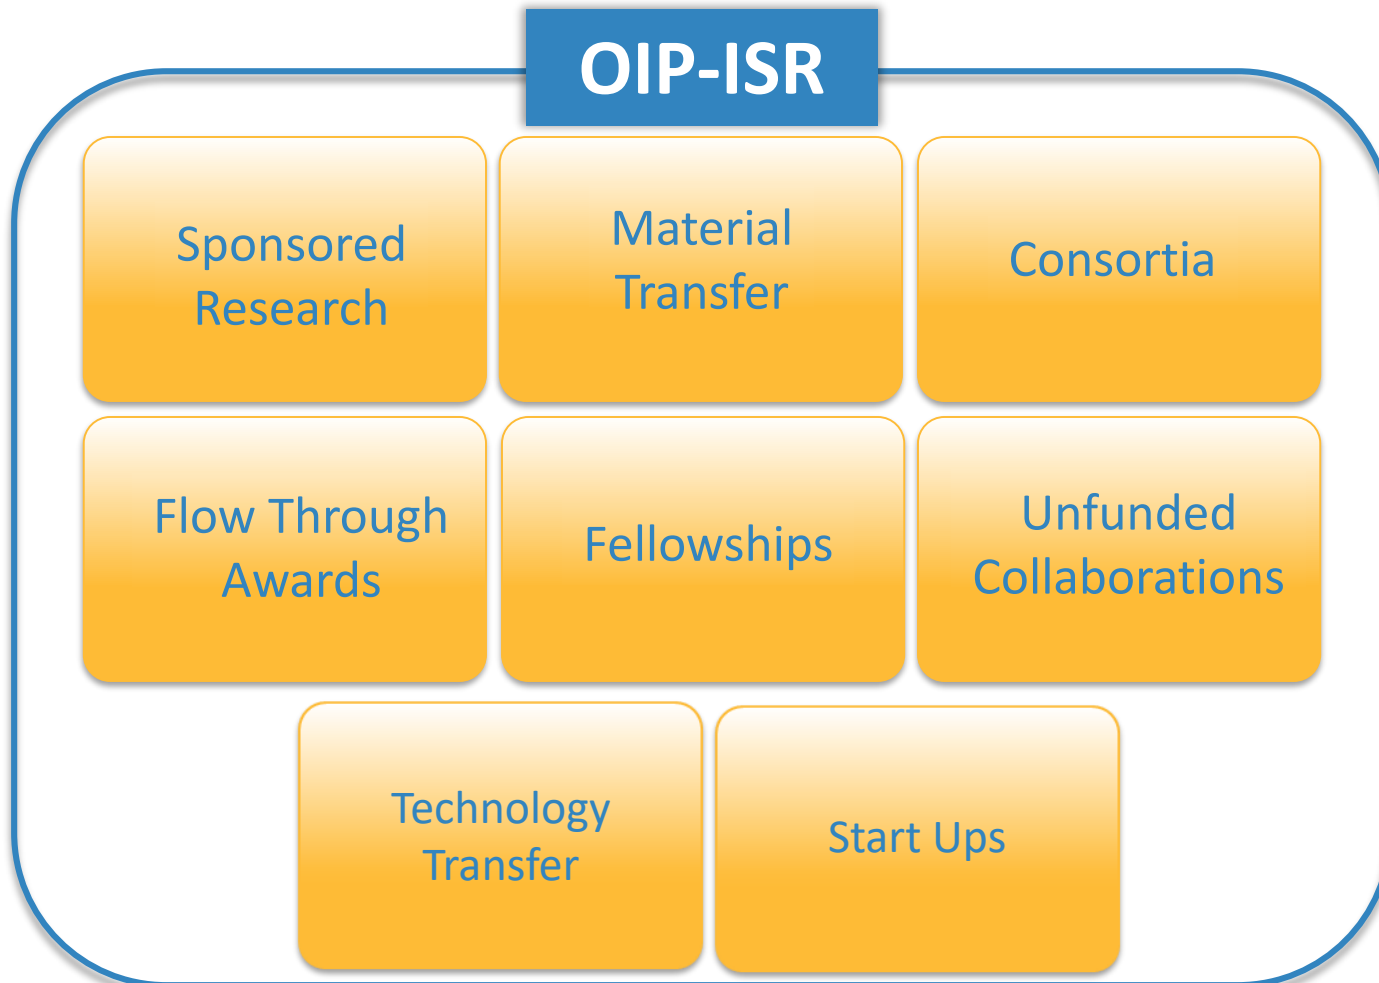 OIP-ISR
Sponsored
Research
Material
Transfer
Consortia
Flow Through
Awards
Fellowships
Unfunded
Collaborations
Technology
Transfer
Start Ups